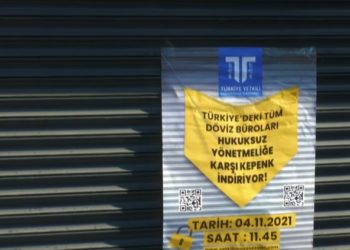 TÜRKİYE YETKİLİ
TÜRKİYE'DEKİ TÜM
DÖVİZ BÜROLARI
HUKUKSUZ
YÖNETMELİĞE
KARŞI KEPENK
İNDİRİYOR!
TARİH: 04.11.2021
SAAT : 11.45